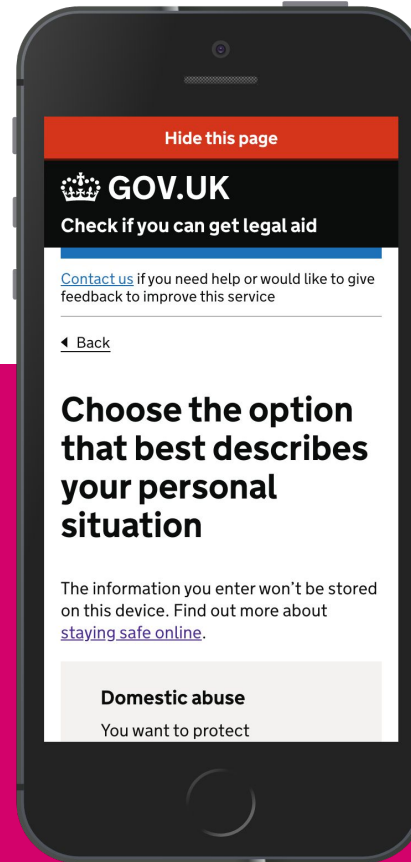 Hide this page
GOV.UK
Check if you can get legal aid
Contact us if you need help or would like to give
feedback to improve this service
Back
Choose the option
that best describes
your personal
situation
The information you enter won’t be stored
on this device. Find out more about
staying safe online.
Domestic abuse
You want to protect